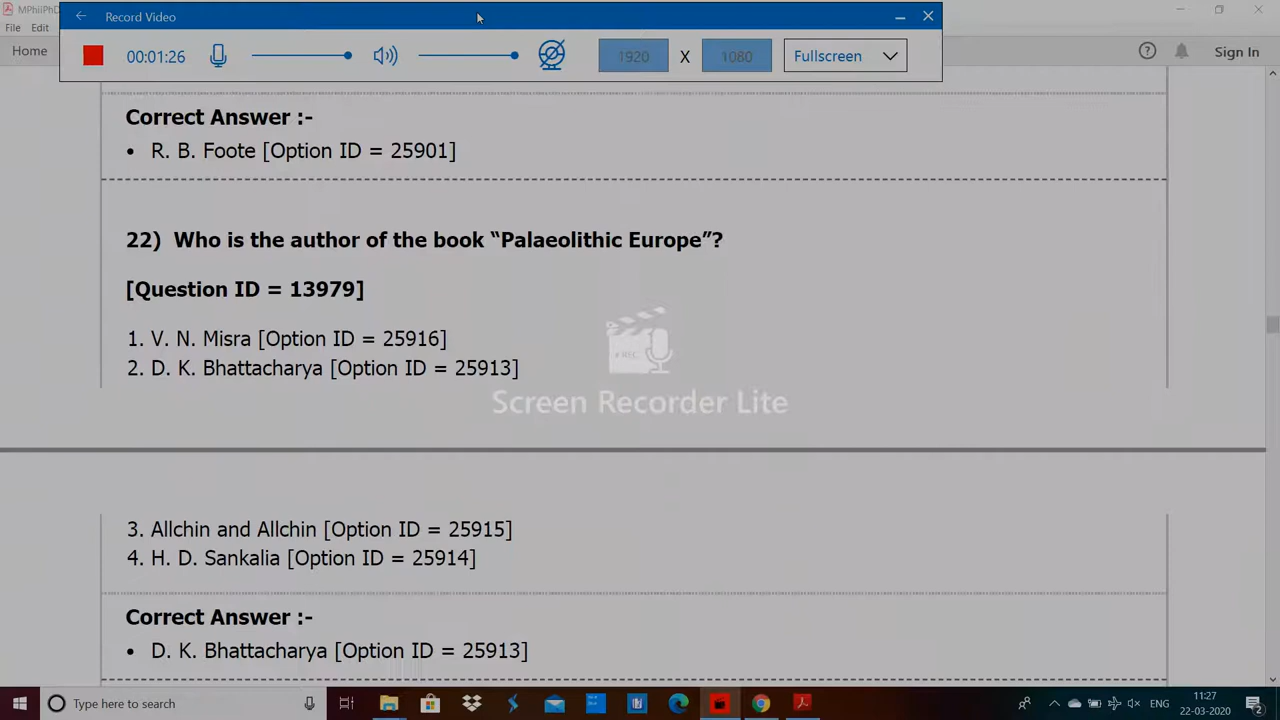 MPhilPhD
Record Video
File Edit
Home
00:01:26
1920 X 1080 Fullscreen
Sign In
Correct Answer :-
• R. B. Foote [Option ID = 25901]
22) Who is the author of the book “Palaeolithic Europe”?
[Question ID = 13979]
1. V. N. Misra [Option ID = 25916]
2. D. K. Bhattacharya [Option ID = 25913]
Screen Recorder Lite
3. Allchin and Allchin [Option ID = 25915]
4. H. D. Sankalia [Option ID = 25914]
Correct Answer :-
• D. K. Bhattacharya [Option ID = 25913]
Type here to search
ENG
11:27
22-03-2020
2